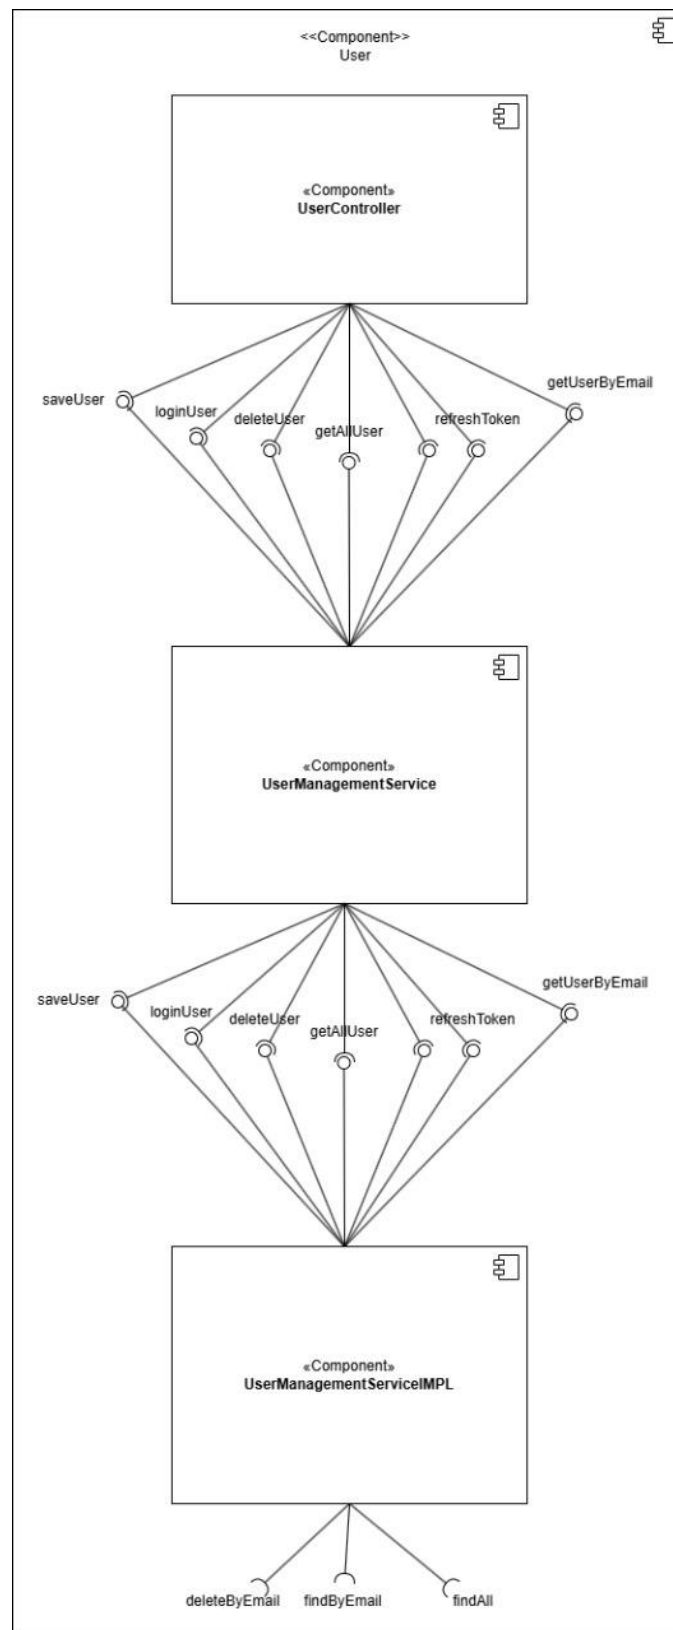 <<Component>>
User
«Component»
UserController
saveUser
loginUser
deleteUser
getAllUser
refreshToken
getUserByEmail
«Component»
UserManagementService
saveUser
loginUser
deleteUser
getAllUser
refreshToken
getUserByEmail
«Component»
UserManagementServiceIMPL
deleteByEmail
findByEmail
findAll